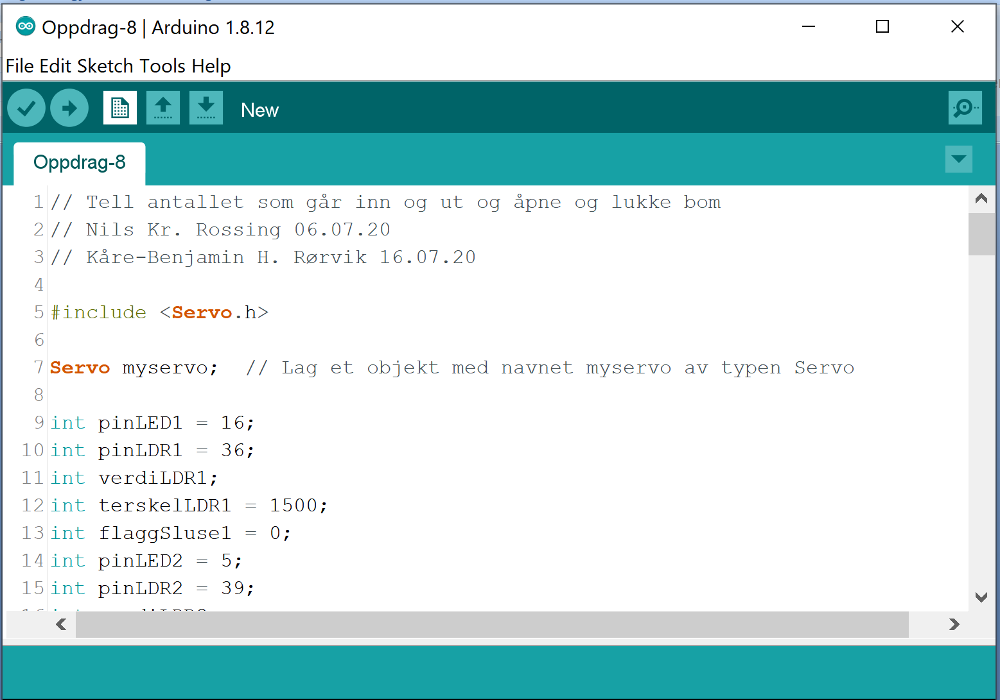 Oppdrag-8 | Arduino 1.8.12
File Edit Sketch Tools Help
New
Oppdrag-8
1 // Tell antallet som går inn og ut og åpne og lukke bom
2 // Nils Kr. Rossing 06.07.20
3 // Kåre-Benjamin H. Rørvik 16.07.20
4
5 #include <Servo.h>
6
7 Servo myservo;  // Lag et objekt med navnet myservo av typen Servo
8
9 int pinLED1 = 16;
10 int pinLDR1 = 36;
11 int verdiLDR1;
12 int terskelLDR1 = 1500;
13 int flaggSluse1 = 0;
14 int pinLED2 = 5;
15 int pinLDR2 = 39;